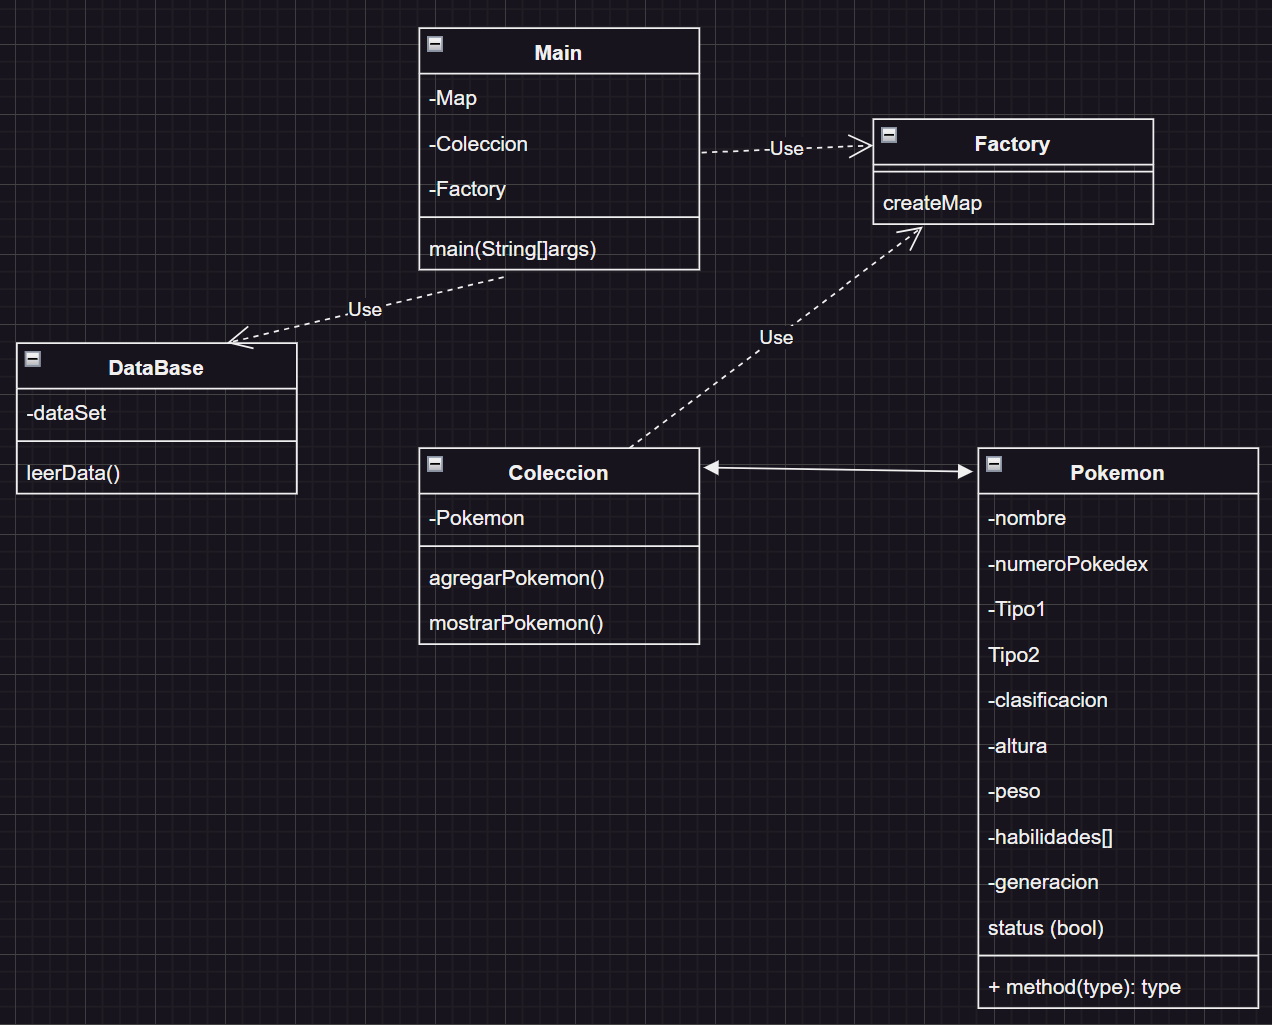 Main
-Map
-Coleccion
-Factory
main(String[]args)
Use
Factory
createMap
Use
DataBase
-dataSet
leerData()
Use
Coleccion
-Pokemon
agregarPokemon()
mostrarPokemon()
Pokemon
-nombre
-numeroPokedex
-Tipo1
Tipo2
-clasificacion
-altura
-peso
-habilidades[]
-generacion
status (bool)
+ method(type): type